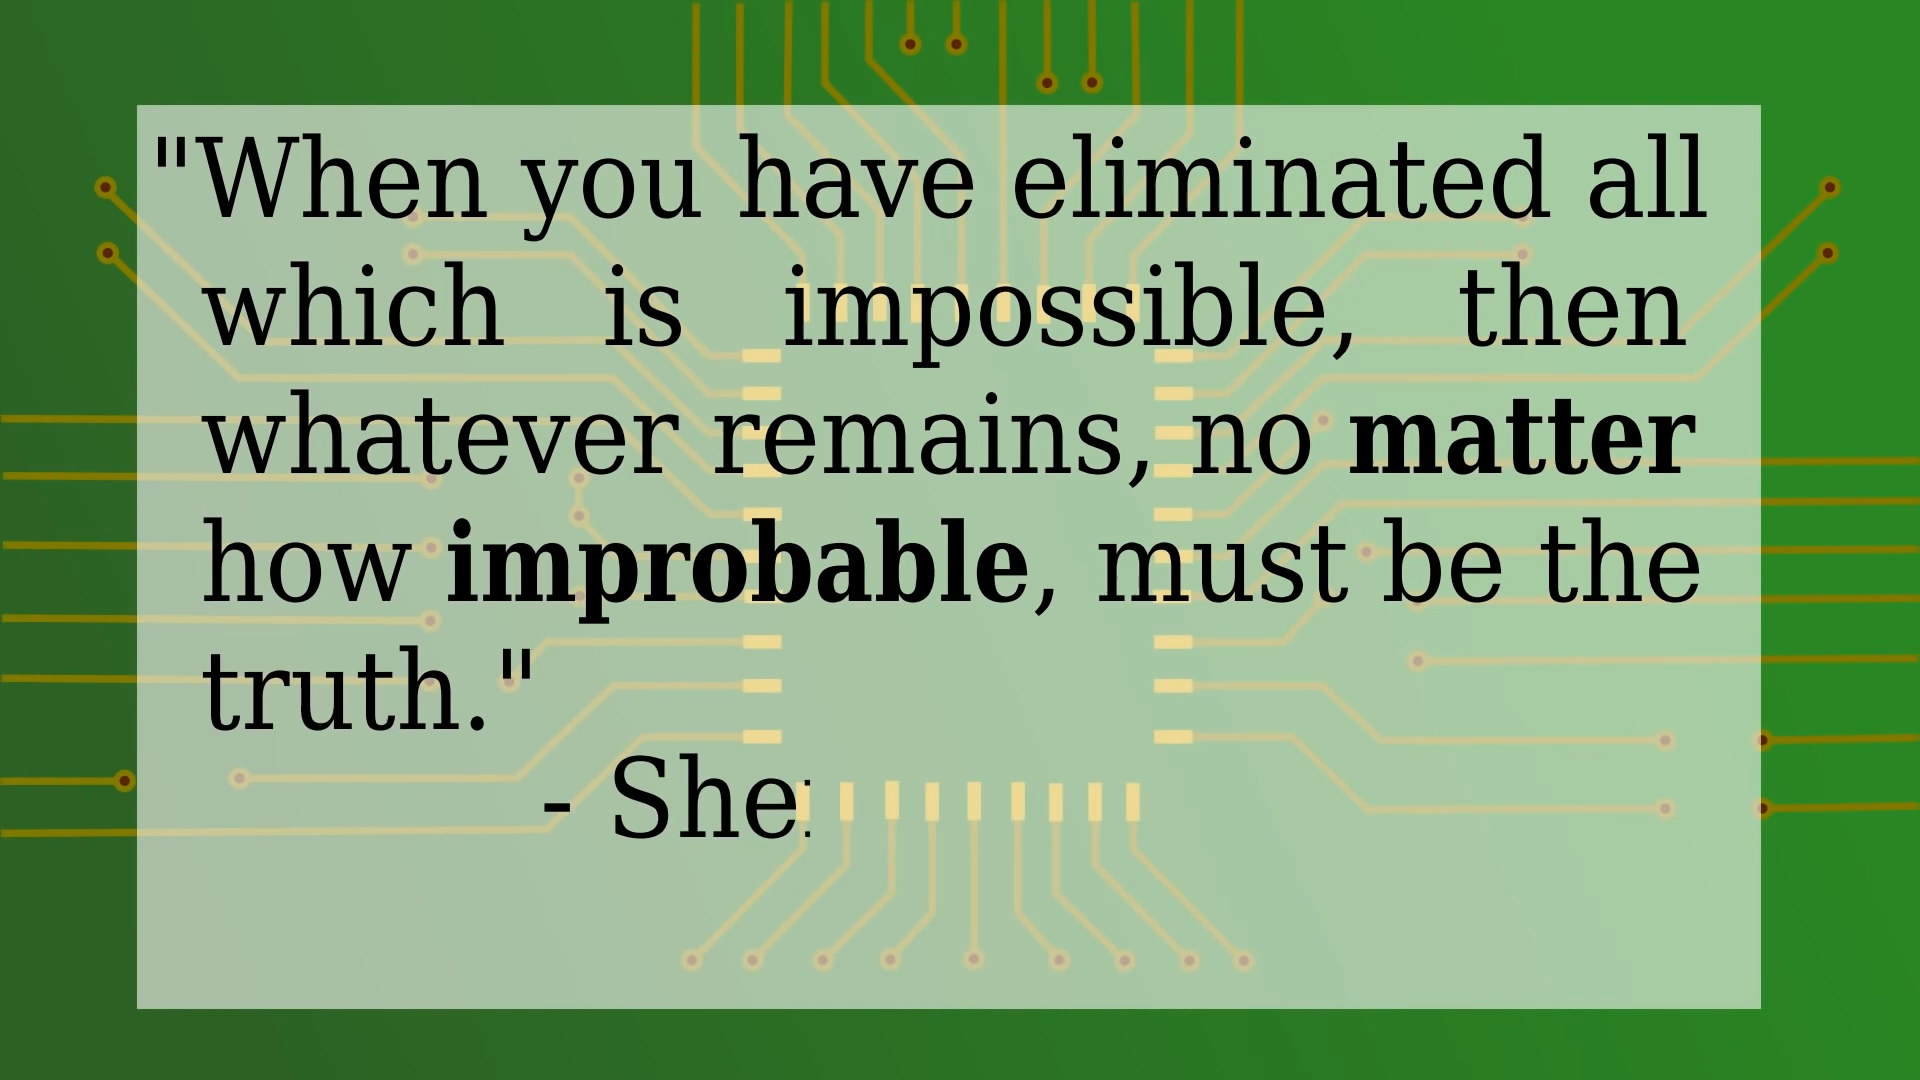 "When you have eliminated all
which is impossible, then
whatever remains, no matter
how improbable, must be the
truth."
- She